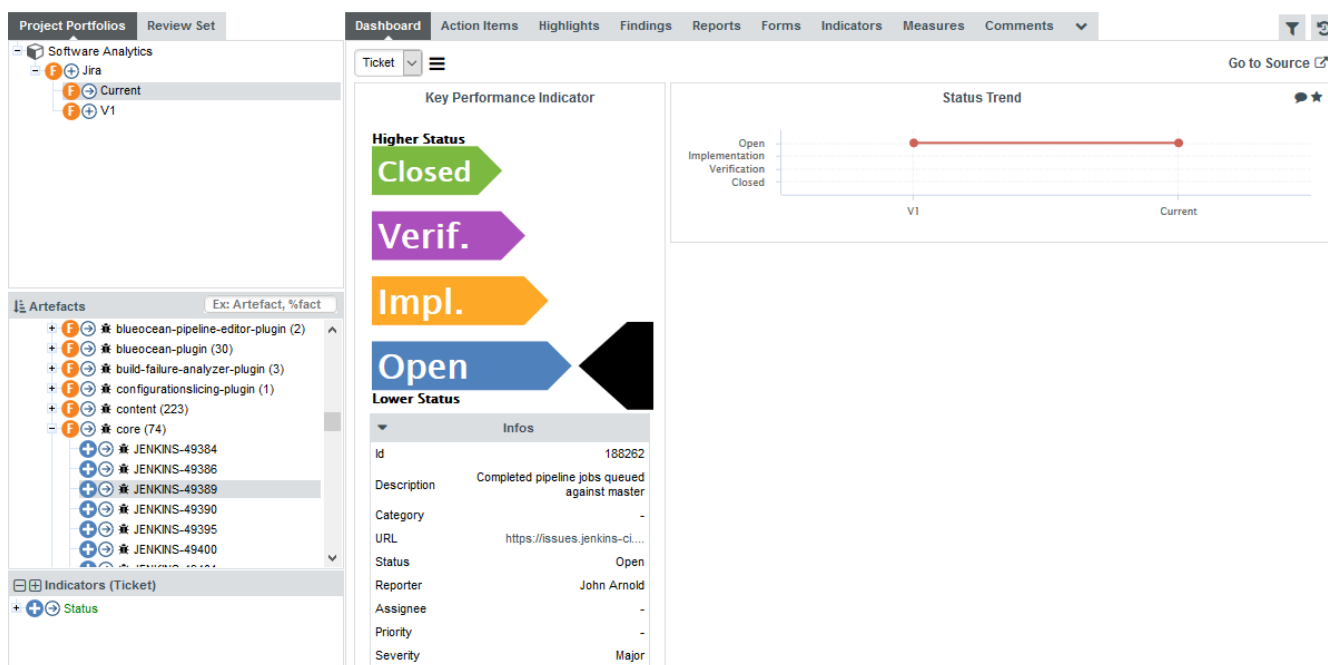 Project Portfolios Review Set
Software Analytics
F Jira
F Current
F V1
Artefacts Ex: Artefact, %fact
F blueocean-pipeline-editor-plugin (2)
F blueocean-plugin (30)
F build-failure-analyzer-plugin (3)
F configurationslicing-plugin (1)
F content (223)
F core (74)
JENKINS-49384
JENKINS-49386
JENKINS-49389
JENKINS-49390
JENKINS-49395
JENKINS-49400
Indicators (Ticket)
Status
Dashboard Action Items Highlights Findings Reports Forms Indicators Measures Comments
Ticket
Go to Source
Key Performance Indicator
Higher Status
Closed
Verif.
Impl.
Open
Lower Status
Infos
Id 188262
Description Completed pipeline jobs queued
against master
Category -
URL https://issues.jenkins-ci....
Status Open
Reporter John Arnold
Assignee -
Priority -
Severity Major
Status Trend
Open
Implementation
Verification
Closed
V1 Current